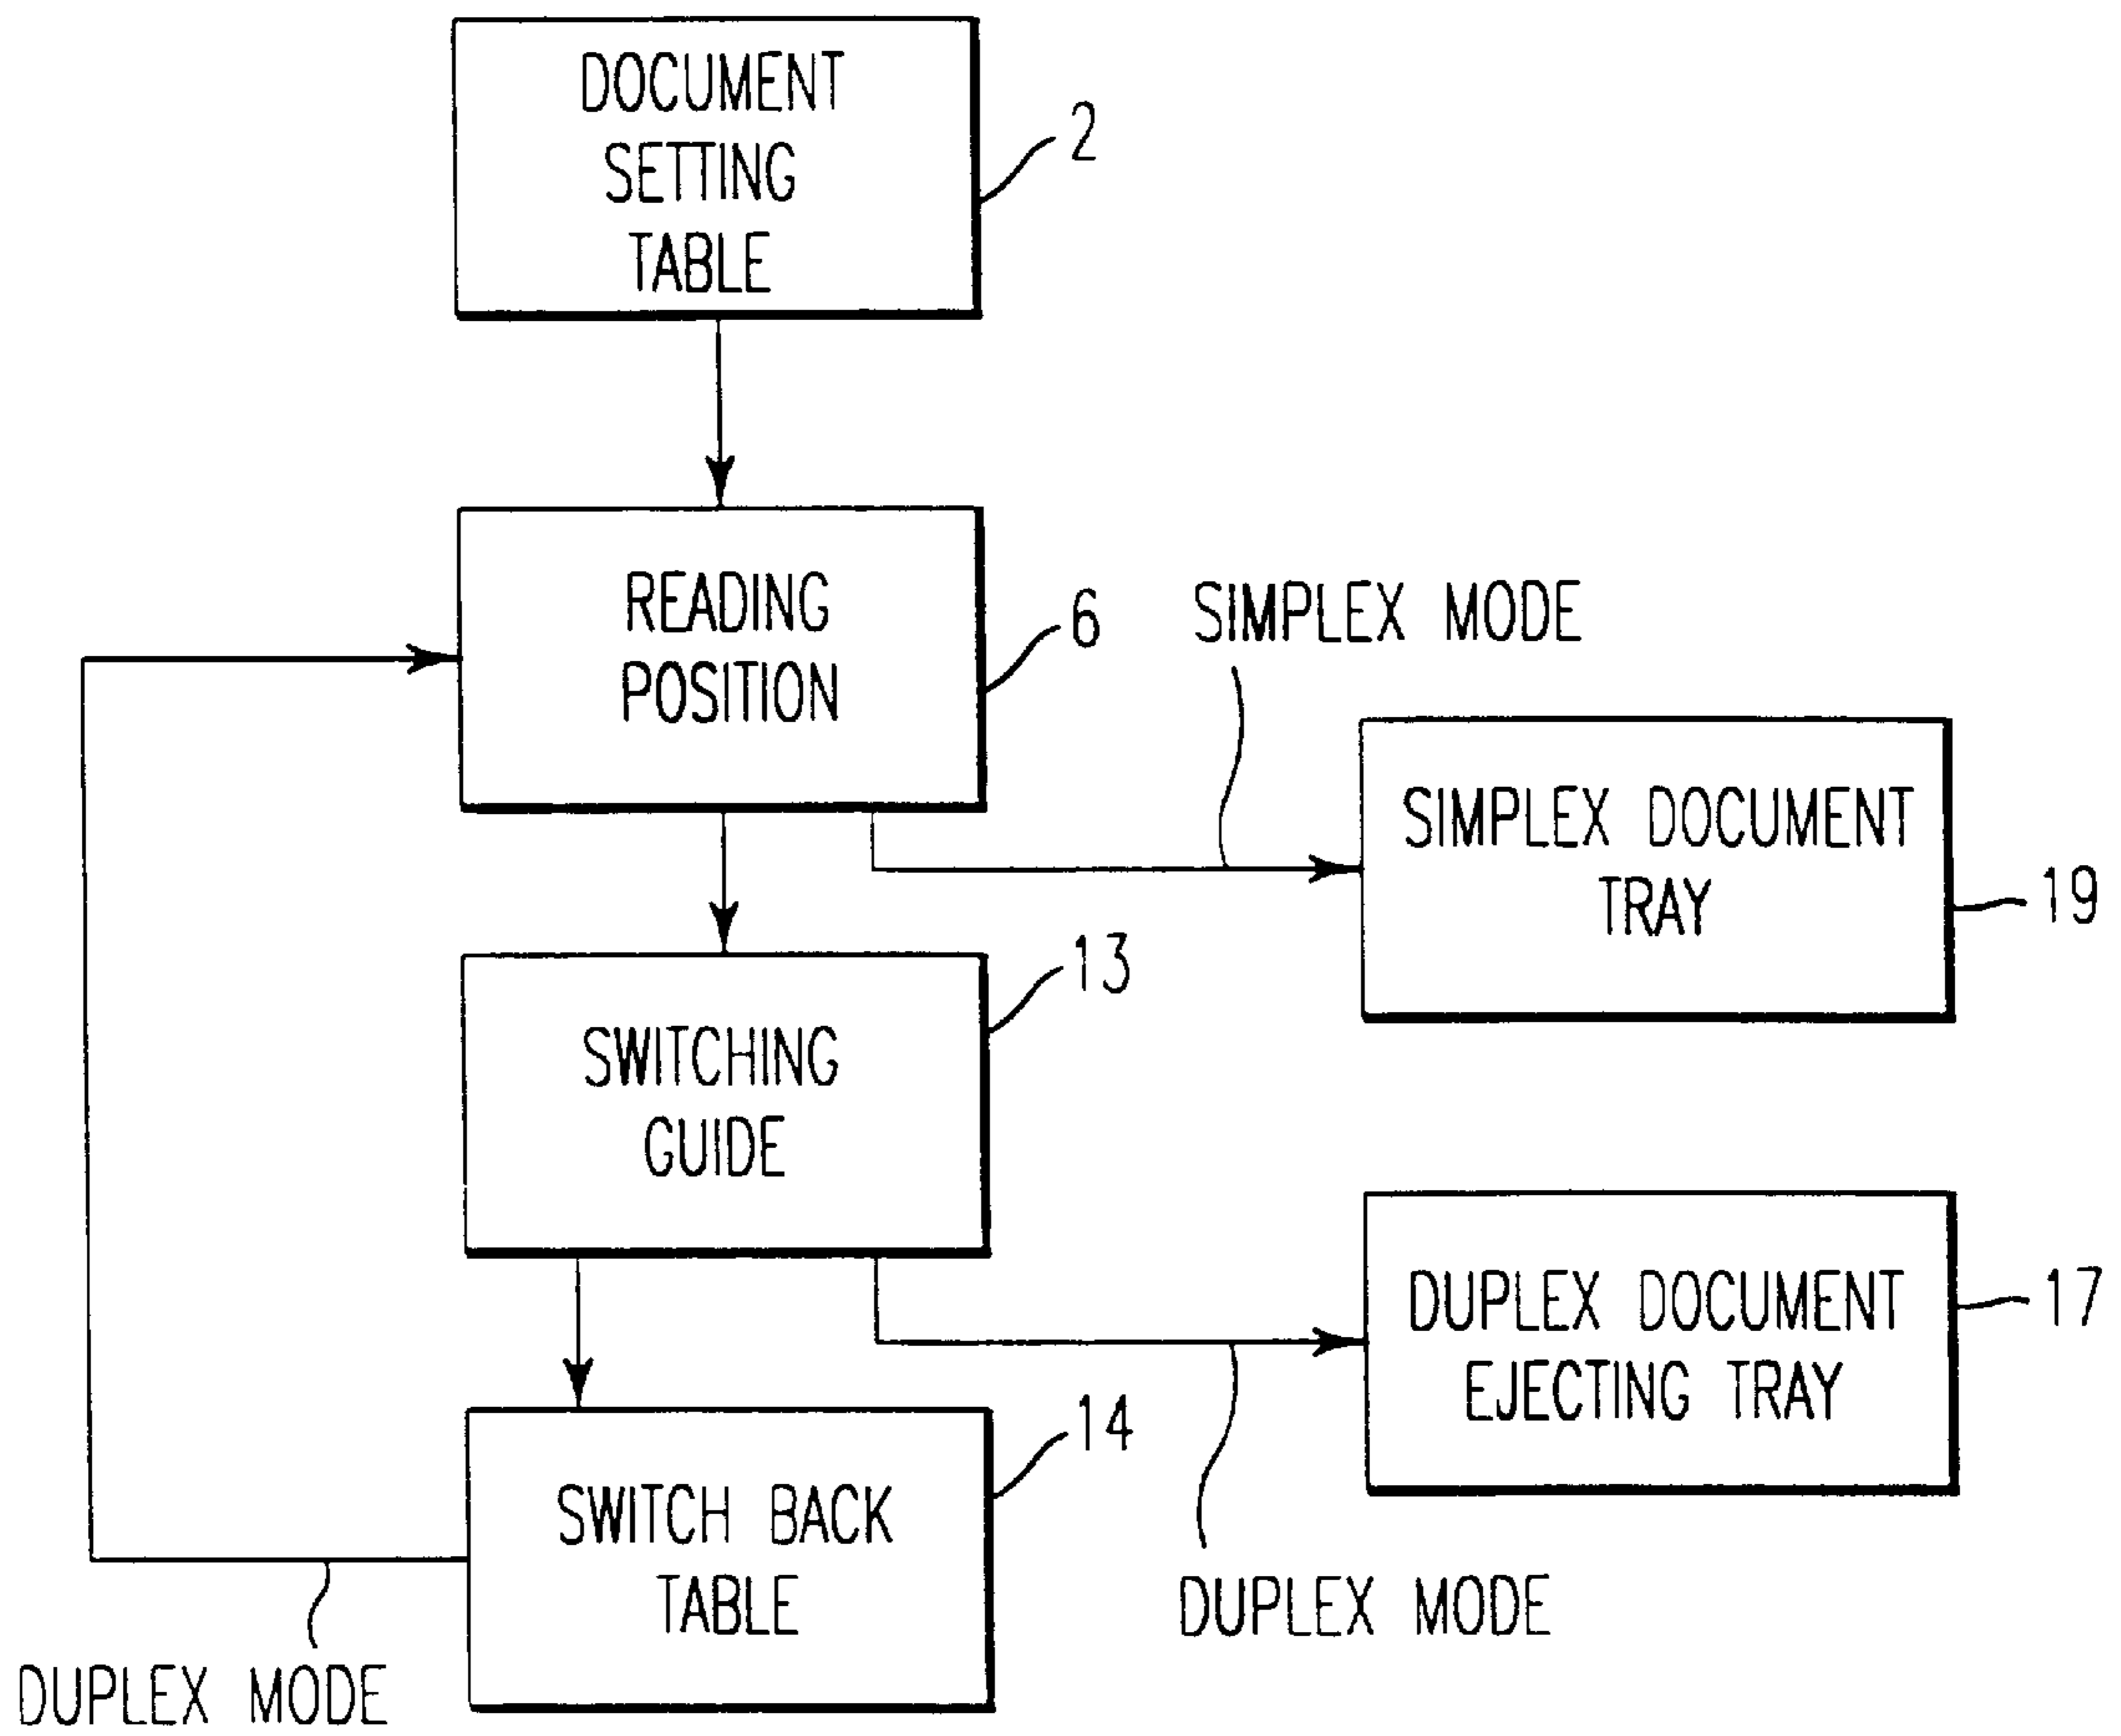 DOCUMENT
SETTING
TABLE
2
READING
POSITION
6
SIMPLEX MODE
SIMPLEX DOCUMENT
TRAY
19
SWITCHING
GUIDE
13
DUPLEX DOCUMENT
EJECTING TRAY
17
SWITCH BACK
TABLE
14
DUPLEX MODE
DUPLEX MODE